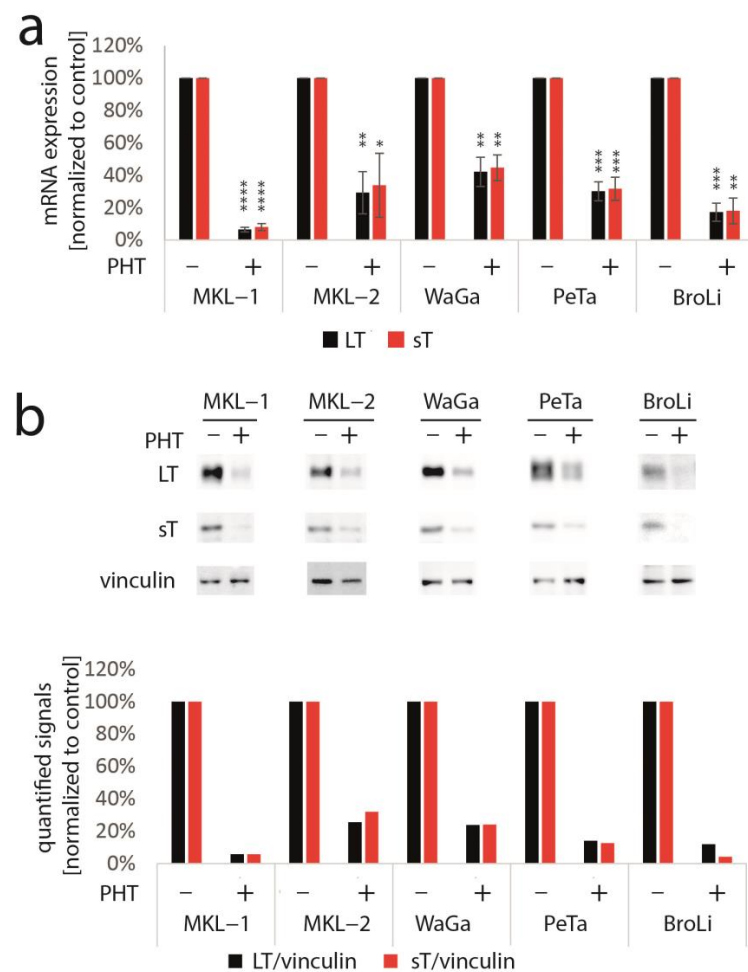 a
mRNA expression
[normalized to control]
120%
100%
80%
60%
40%
20%
0%
**** **** ** * ** ** *** *** *** **
PHT − + − + − + − + − +
MKL−1 MKL−2 WaGa PeTa BroLi
LT sT
b
MKL−1 MKL−2 WaGa PeTa BroLi
PHT − + − + − + − + − +
LT
sT
vinculin
quantified signals
[normalized to control]
120%
100%
80%
60%
40%
20%
0%
PHT − + − + − + − + − +
MKL−1 MKL−2 WaGa PeTa BroLi
LT/vinculin sT/vinculin